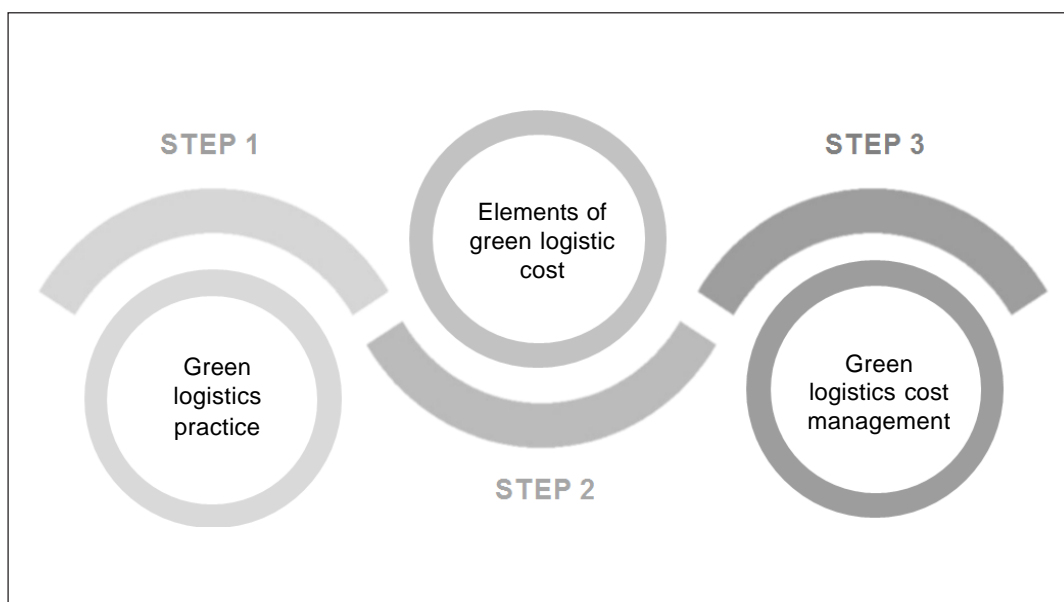 STEP 1
Green
logistics
practice
Elements of
green logistic
cost
STEP 2
STEP 3
Green
logistics cost
management